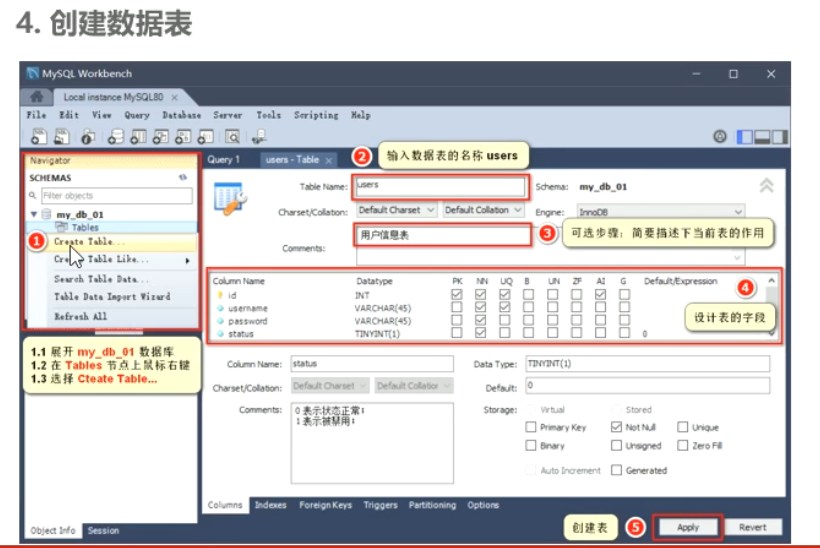 4. 创建数据表
MySQL Workbench
Local instance MySQL80 ×
File Edit View Query Database Server Tools Scripting Help
Navigator
SCHEMAS
Filter objects
my_db_01
Tables
1
Create Table...
Create Table Like...
Search Table Data...
Table Data Import Wizard
Refresh All
1.1 展开 my_db_01 数据库
1.2 在 Tables 节点上鼠标右键
1.3 选择 Cteate Table...
Object Info Session
Query 1 users - Table ×
2 输入数据表的名称 users
Table Name: users Schema: my_db_01
Charset/Collation: Default Charset Default Collation Engine: InnoDB
Comments: 用户信息表
3 可选步骤：简要描述下当前表的作用
Column Name Datatype PK NN UQ B UN ZF AI G Default/Expression
id INT
username VARCHAR(45)
password VARCHAR(45)
status TINYINT(1) 0
4 设计表的字段
Column Name: status Data Type: TINYINT(1)
Charset/Collation: Default Charset Default Collation Default: 0
Comments: 0 表示状态正常；
1 表示被禁用；
Storage: Virtual Stored
Primary Key Not Null Unique
Binary Unsigned Zero Fill
Auto Increment Generated
Columns Indexes Foreign Keys Triggers Partitioning Options
创建表 5 Apply Revert